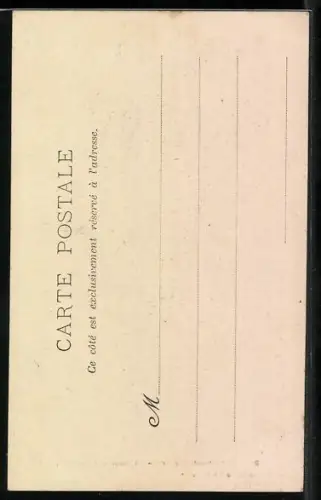 CARTE POSTALE
Ce côté est exclusivement réservé à l'adresse.
M